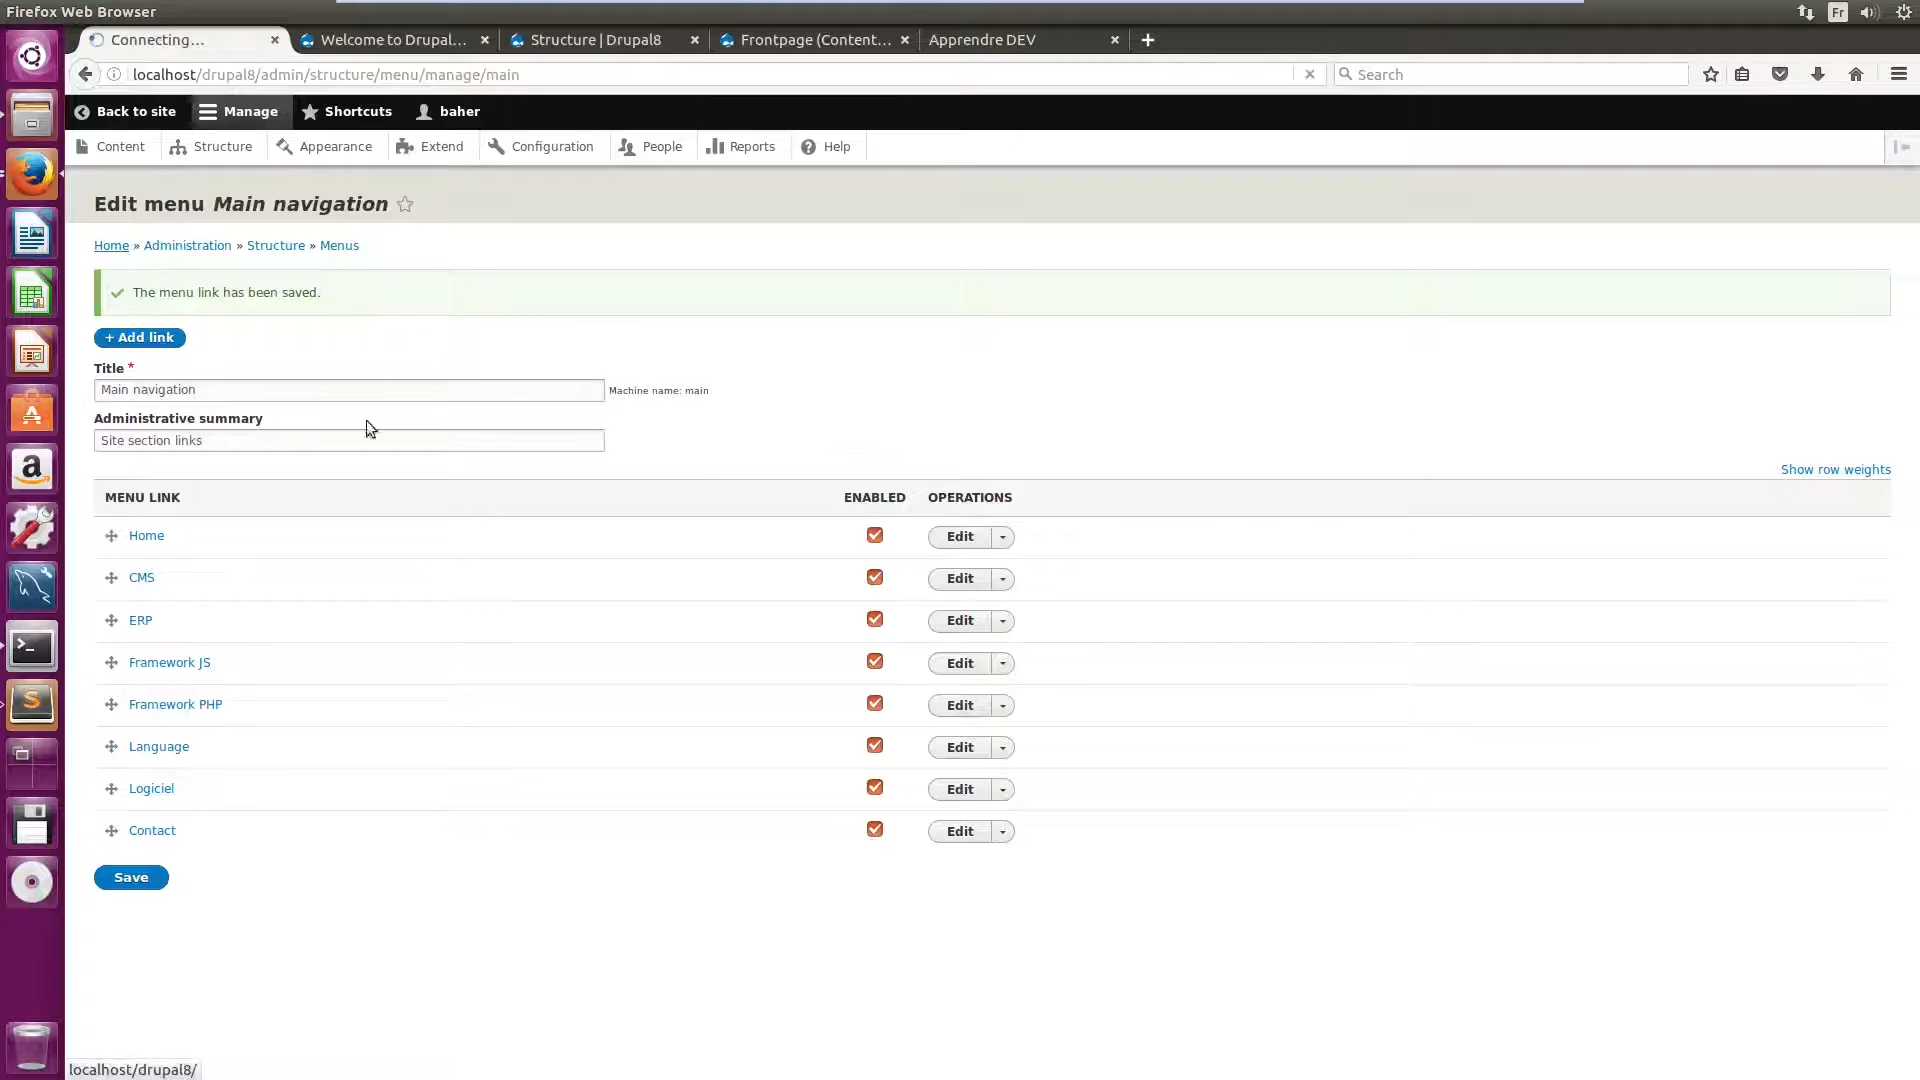 Firefox Web Browser
Fr
Connecting...
Welcome to Drupal...
Structure | Drupal8
Frontpage (Content...
Apprendre DEV
localhost/drupal8/admin/structure/menu/manage/main
Search
Back to site
Manage
Shortcuts
baher
Content
Structure
Appearance
Extend
Configuration
People
Reports
Help
Edit menu Main navigation
Home » Administration » Structure » Menus
The menu link has been saved.
+ Add link
Title *
Main navigation
Machine name: main
Administrative summary
Site section links
Show row weights
MENU LINK ENABLED OPERATIONS
Home Edit
CMS Edit
ERP Edit
Framework JS Edit
Framework PHP Edit
Language Edit
Logiciel Edit
Contact Edit
Save
localhost/drupal8/